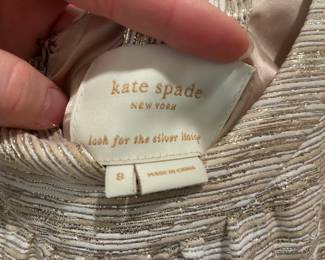 kate spade
NEW YORK
look for the silver lining
8
MADE IN CHINA